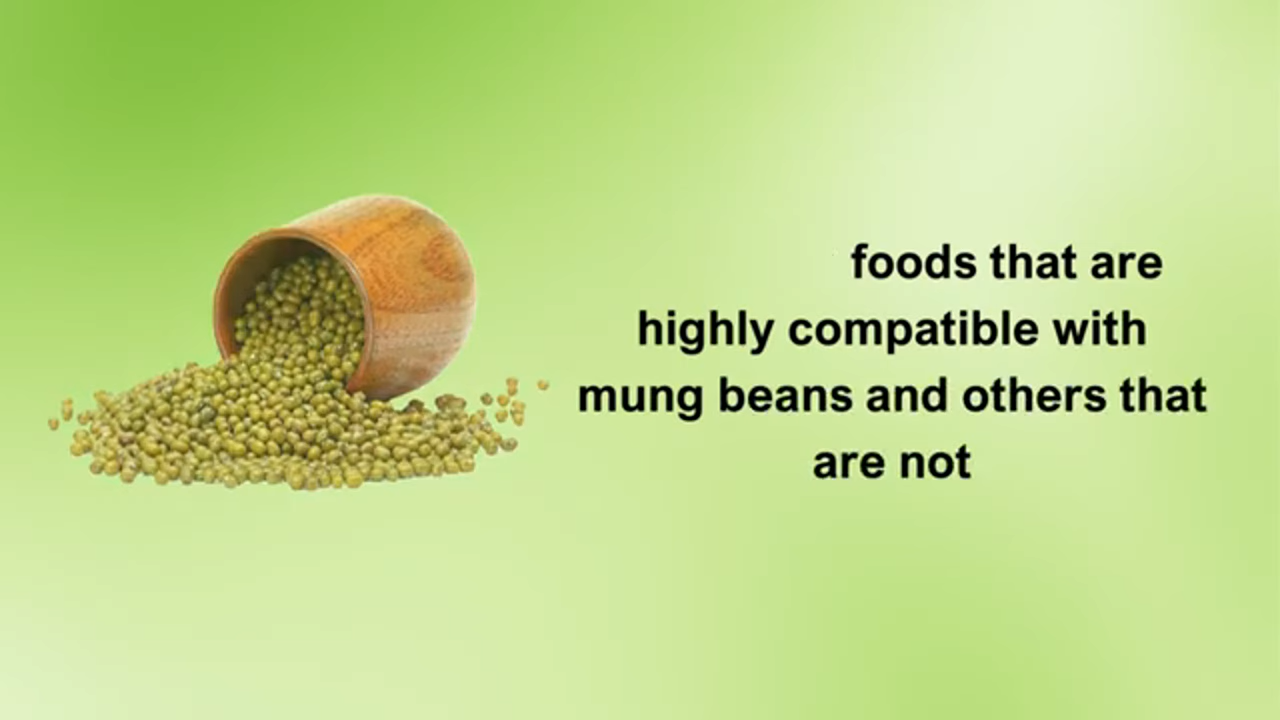 foods that are
highly compatible with
mung beans and others that
are not